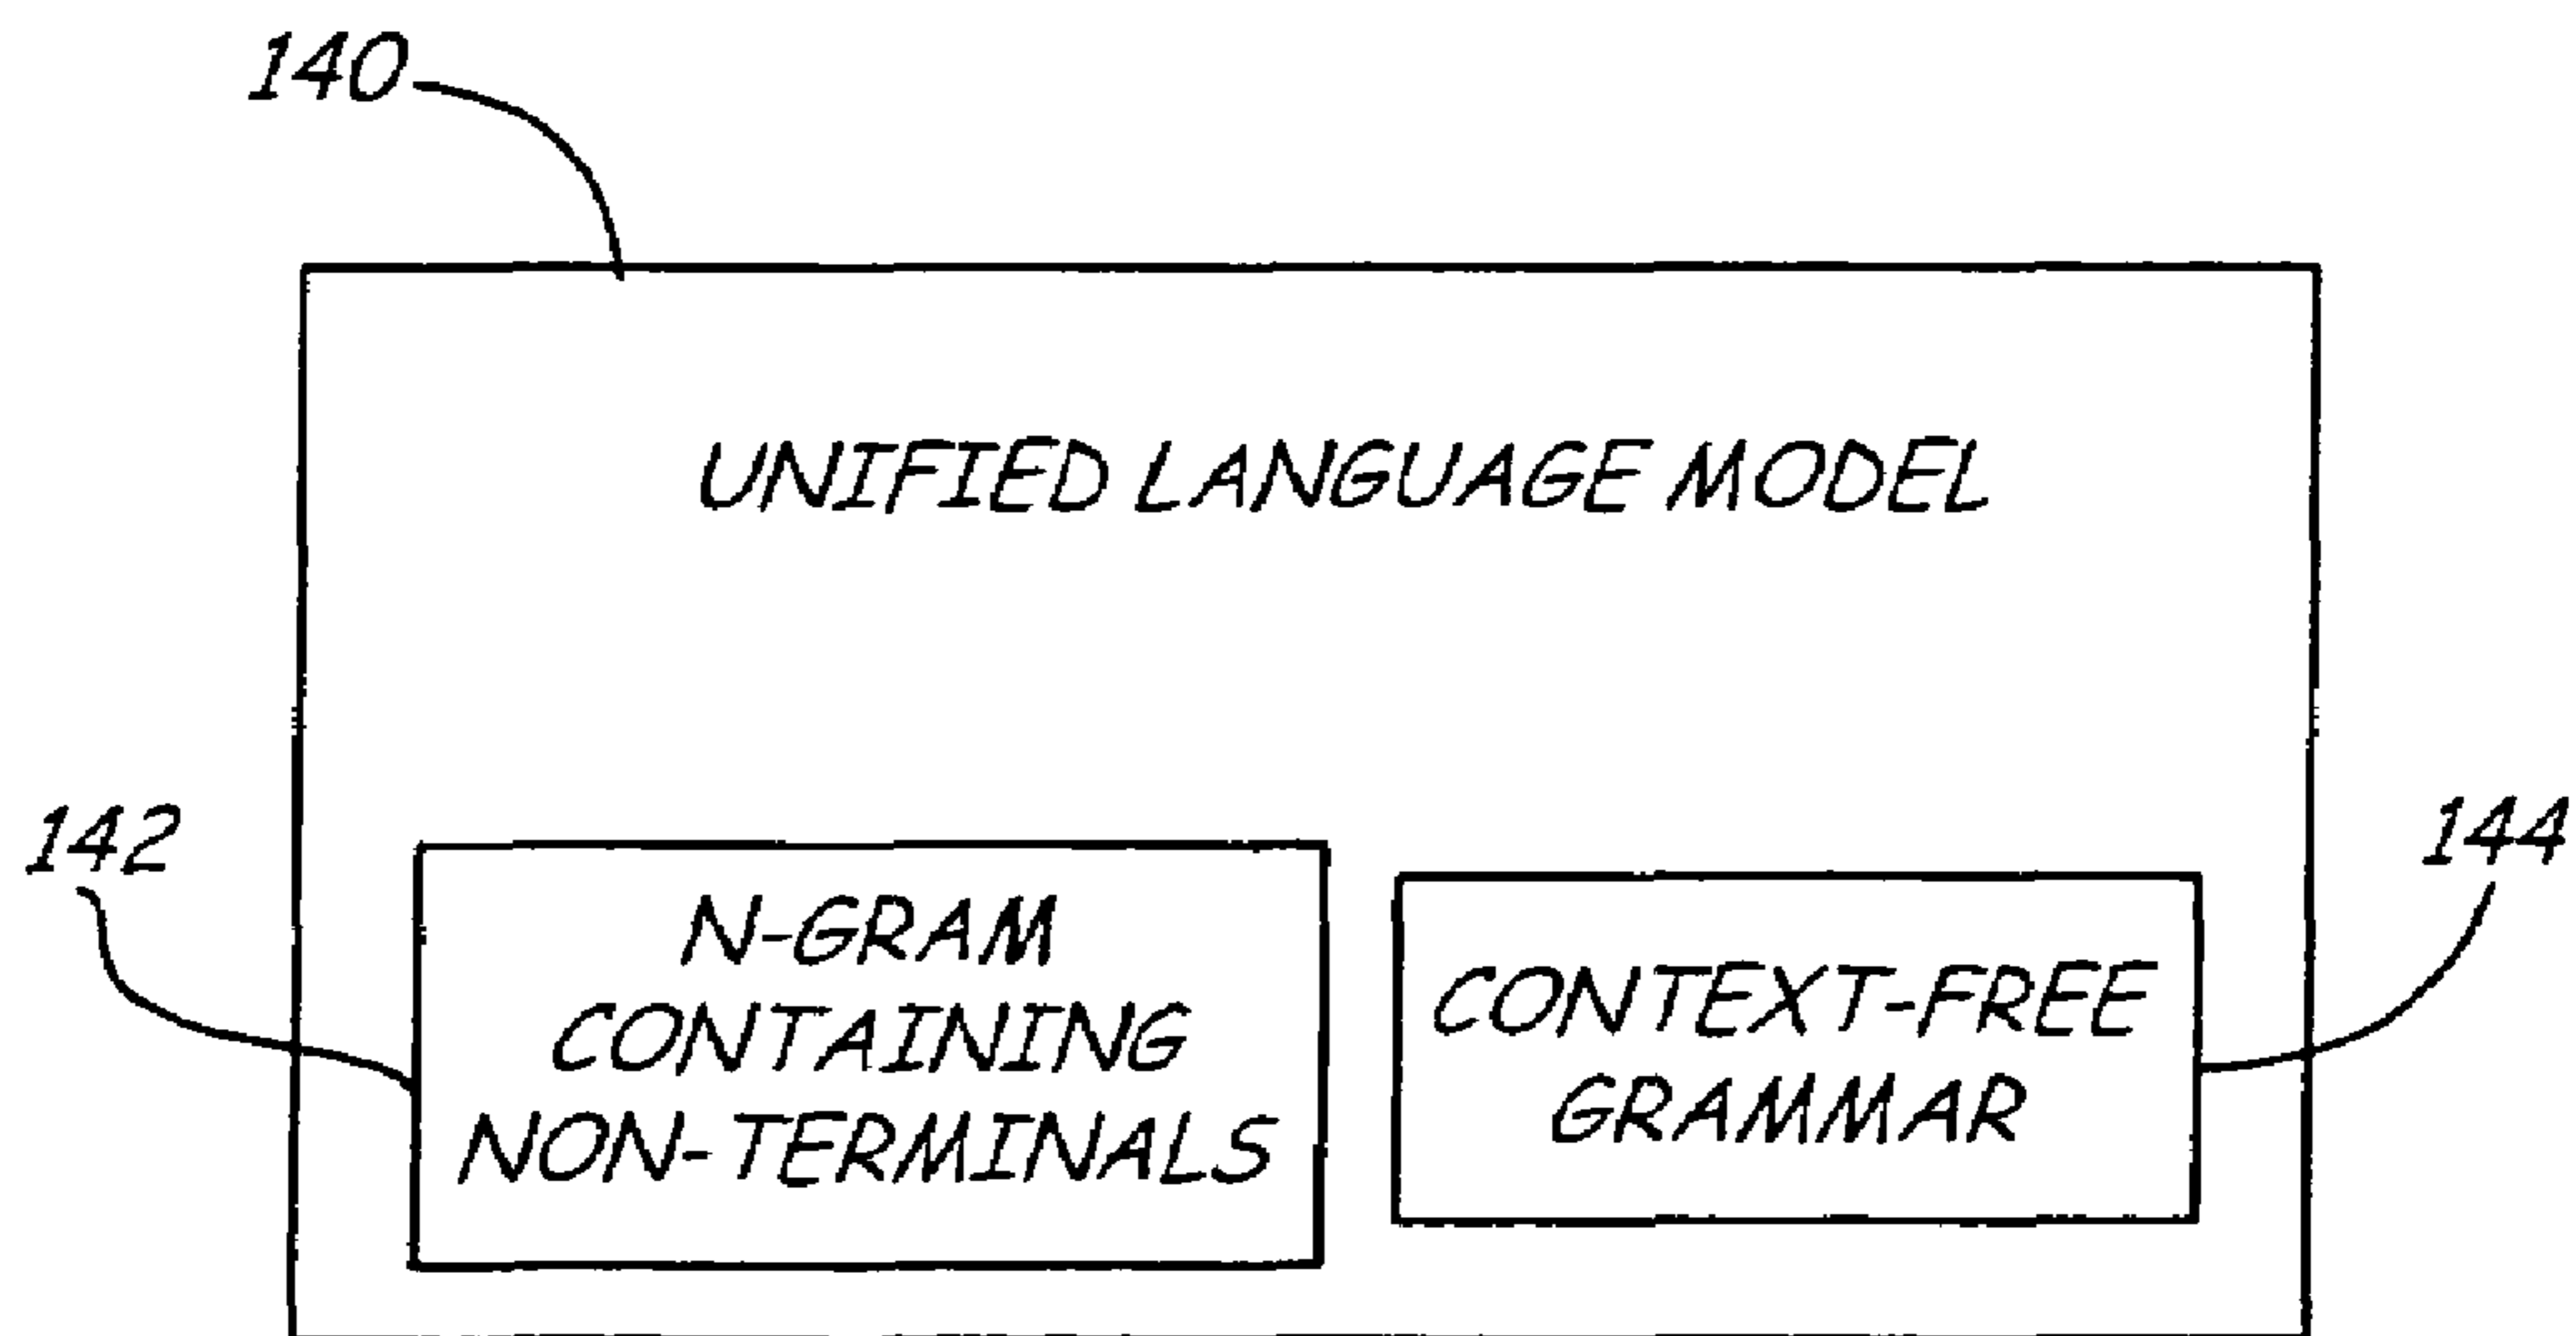 140
UNIFIED LANGUAGE MODEL
142
144
N-GRAM
CONTAINING
NON-TERMINALS
CONTEXT-FREE
GRAMMAR